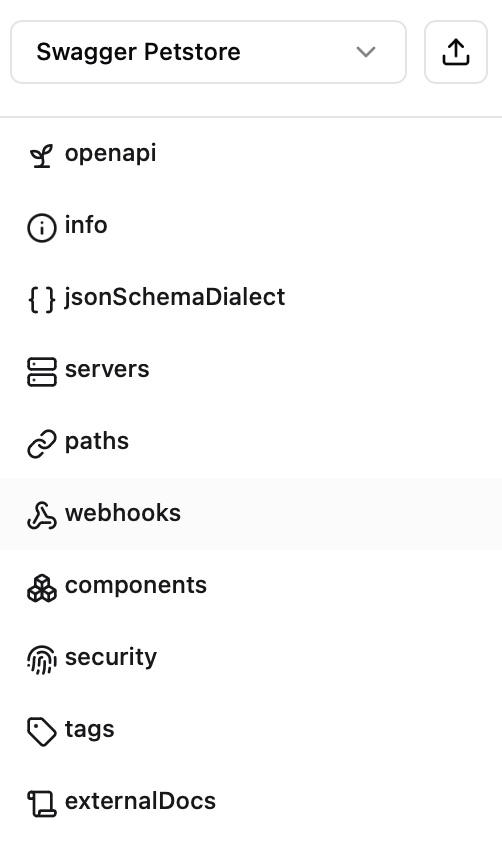 Swagger Petstore
openapi
info
jsonSchemaDialect
servers
paths
webhooks
components
security
tags
externalDocs